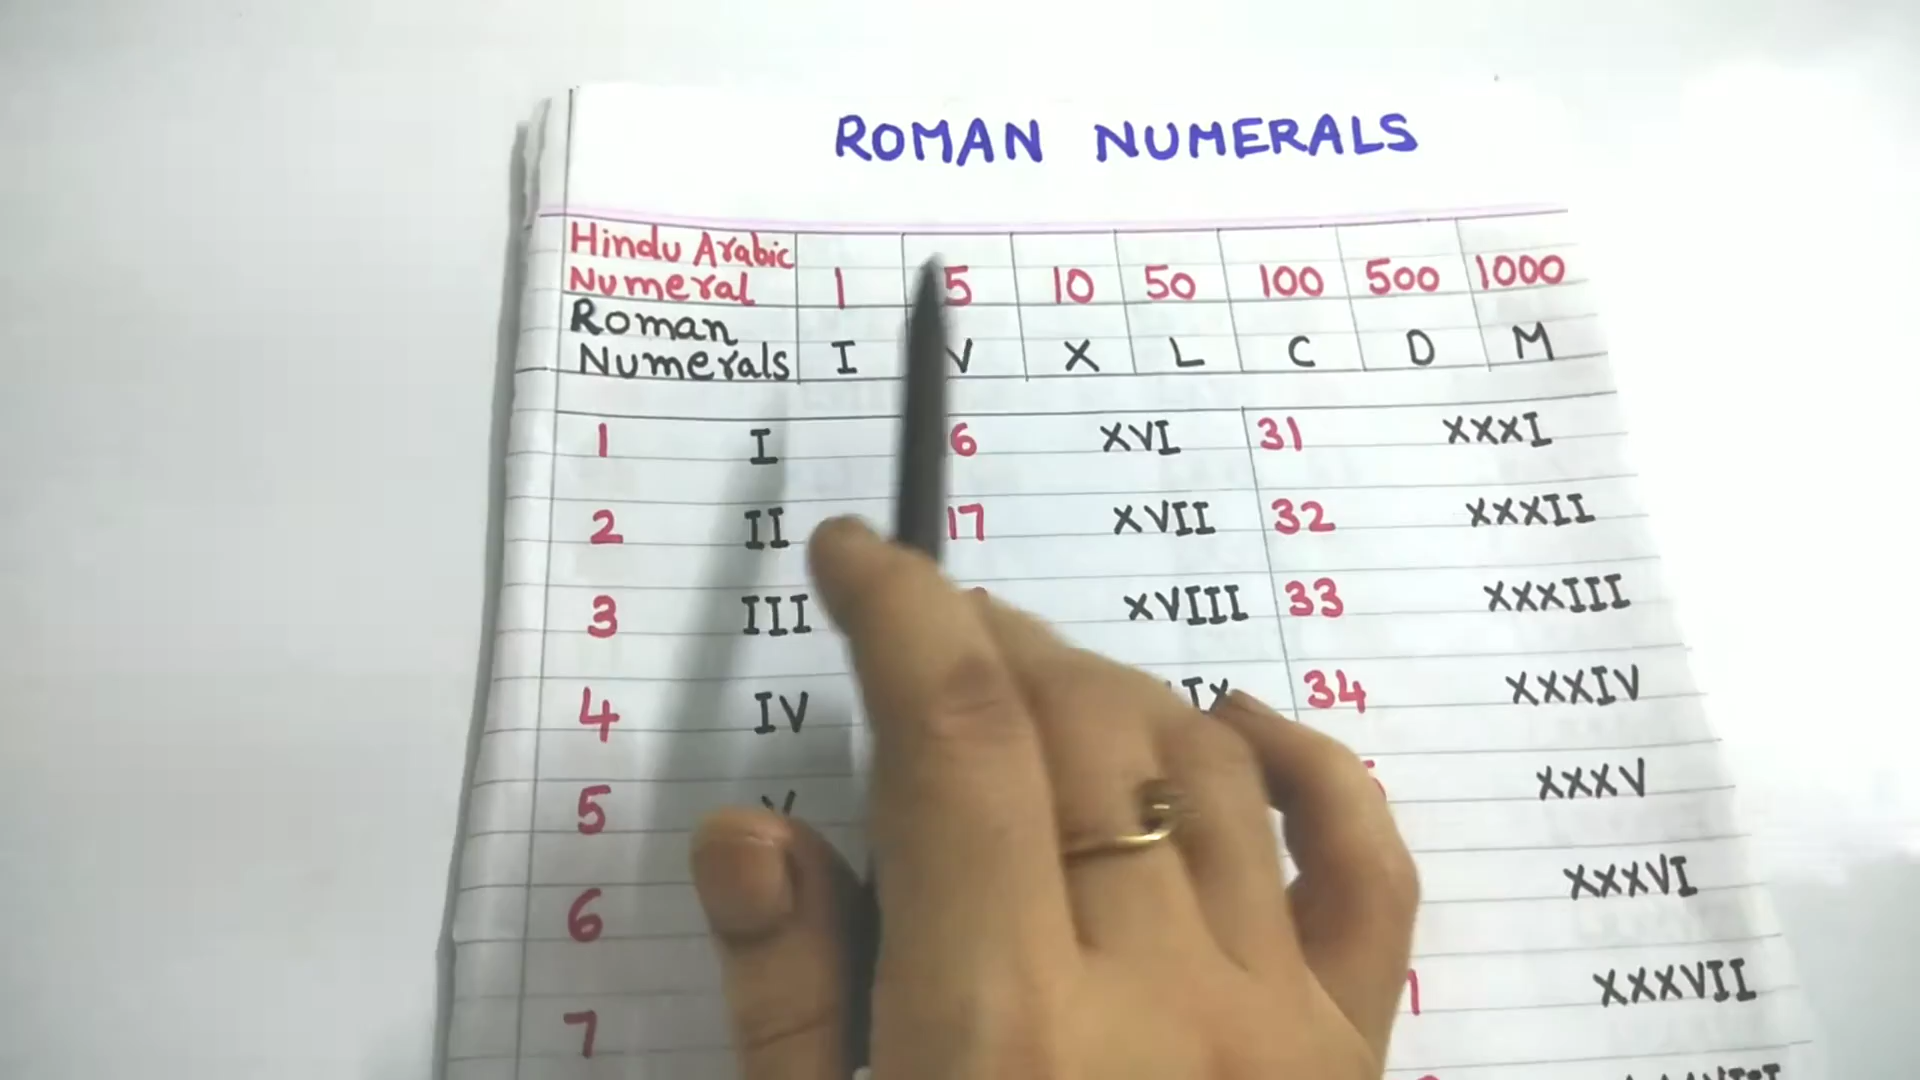 ROMAN NUMERALS
Hindu Arabic Numeral 1 5 10 50 100 500 1000
Roman Numerals I V X L C D M
1 I 6 XVI 31 XXXI
2 II 17 XVII 32 XXXII
3 III XVIII 33 XXXIII
4 IV IX 34 XXXIV
5 V XXXV
6 XXXVI
7 XXXVII